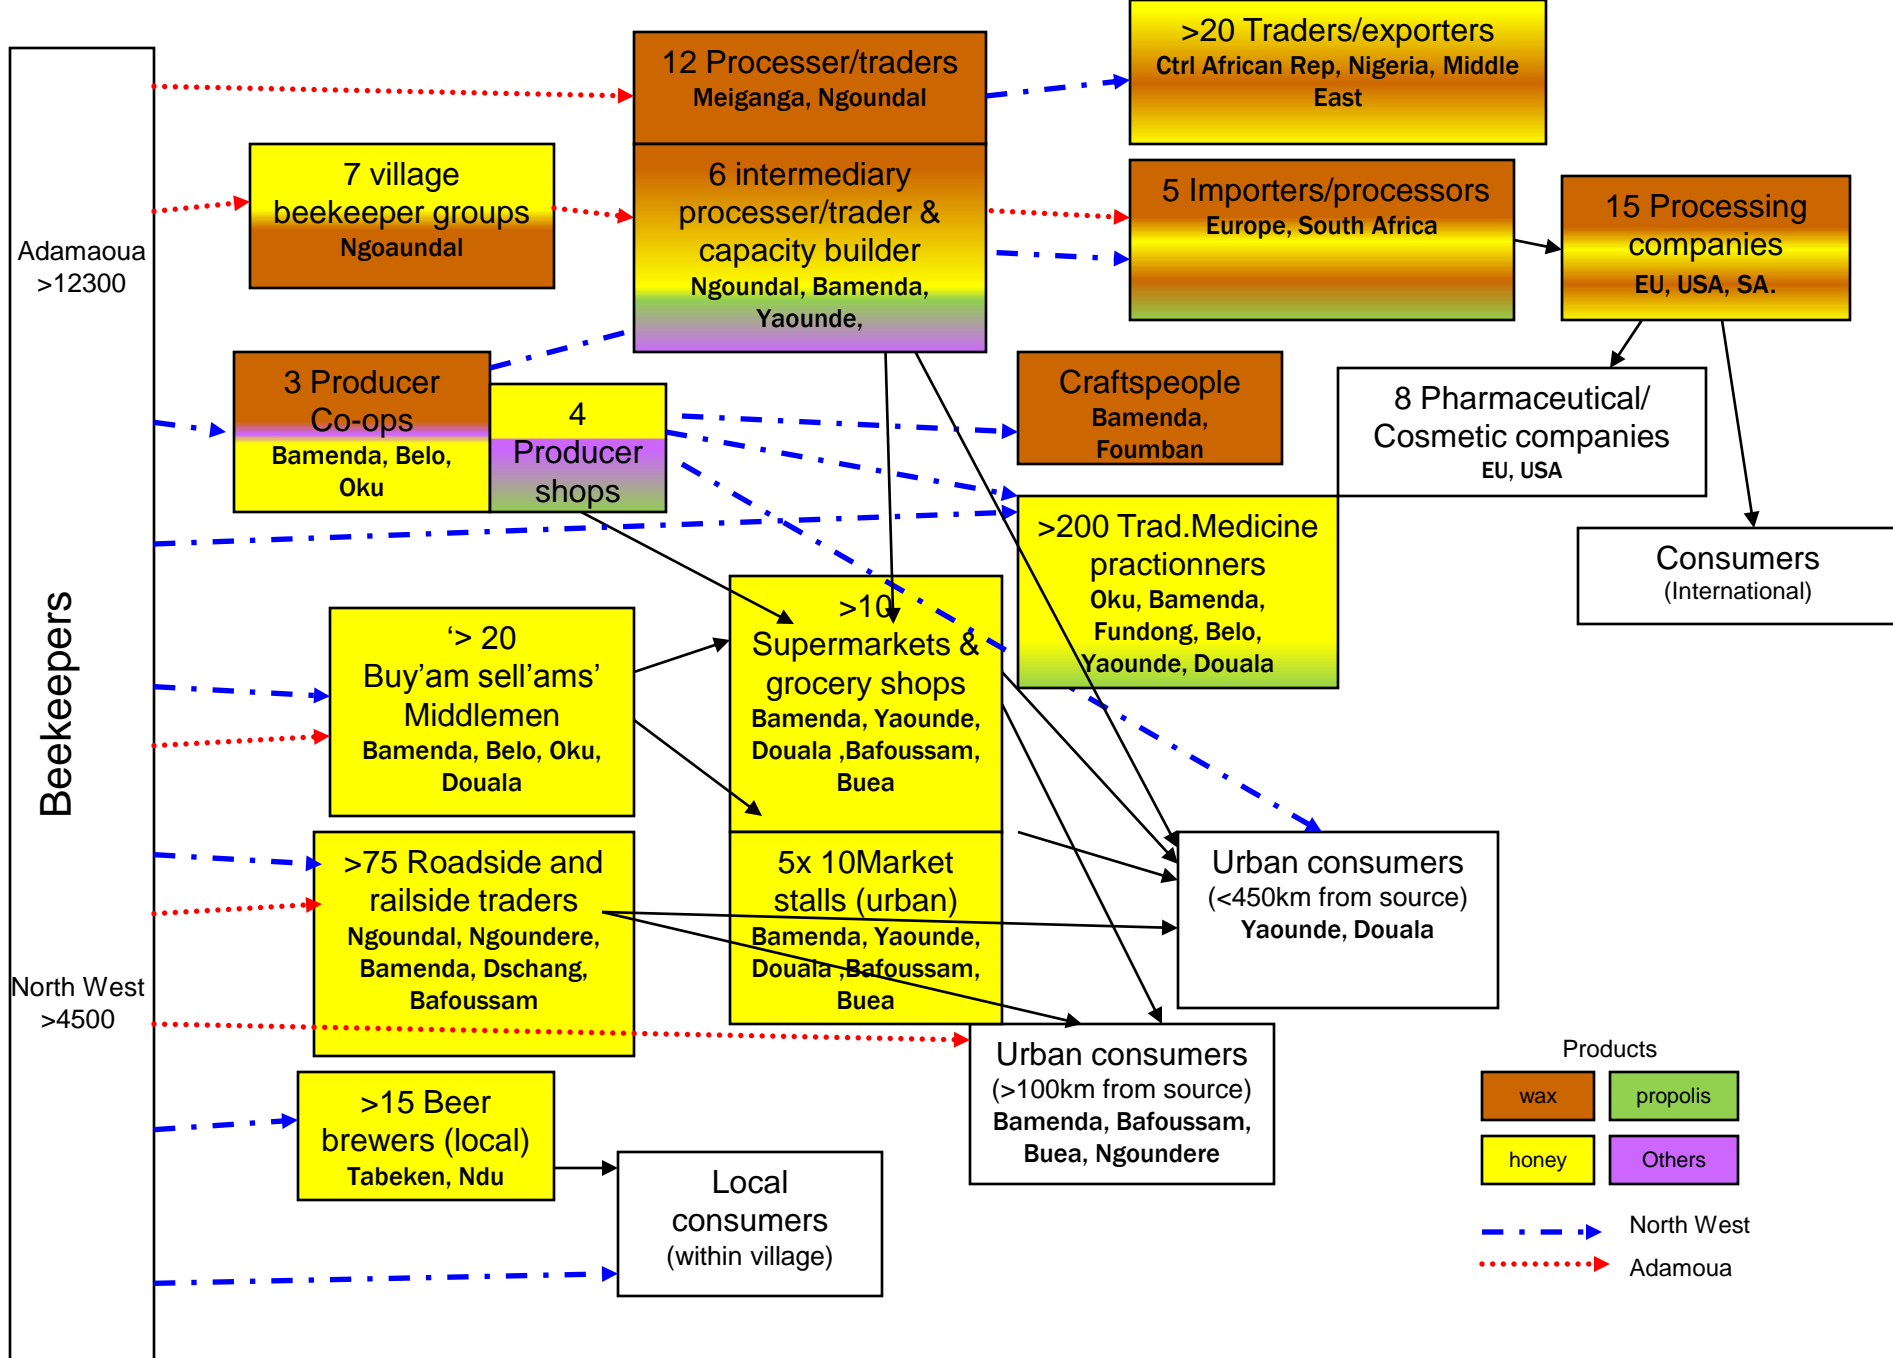 Beekeepers
Adamaoua
>12300
North West
>4500
12 Processer/traders
Meiganga, Ngoundal
>20 Traders/exporters
Ctrl African Rep, Nigeria, Middle
East
7 village
beekeeper groups
Ngoaundal
6 intermediary
processer/trader &
capacity builder
Ngoundal, Bamenda,
Yaounde,
5 Importers/processors
Europe, South Africa
15 Processing
companies
EU, USA, SA.
3 Producer
Co-ops
Bamenda, Belo,
Oku
4
Producer
shops
Craftspeople
Bamenda,
Foumban
8 Pharmaceutical/
Cosmetic companies
EU, USA
>200 Trad.Medicine
practionners
Oku, Bamenda,
Fundong, Belo,
Yaounde, Douala
Consumers
(International)
‘> 20
Buy’am sell’ams’
Middlemen
Bamenda, Belo, Oku,
Douala
>10
Supermarkets &
grocery shops
Bamenda, Yaounde,
Douala ,Bafoussam,
Buea
>75 Roadside and
railside traders
Ngoundal, Ngoundere,
Bamenda, Dschang,
Bafoussam
5x 10Market
stalls (urban)
Bamenda, Yaounde,
Douala ,Bafoussam,
Buea
Urban consumers
(<450km from source)
Yaounde, Douala
Urban consumers
(>100km from source)
Bamenda, Bafoussam,
Buea, Ngoundere
>15 Beer
brewers (local)
Tabeken, Ndu
Local
consumers
(within village)
Products
wax
propolis
honey
Others
North West
Adamoua